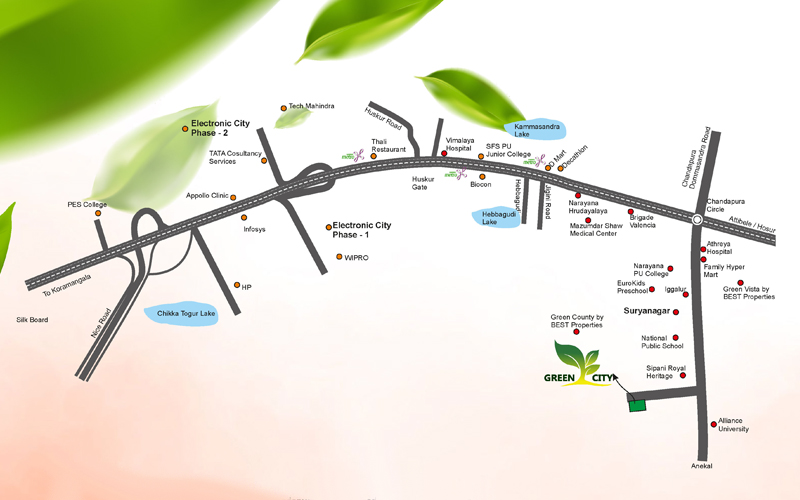 Tech Mahindra
Electronic City
Phase - 2
TATA Cosultancy
Services
Appollo Clinic
PES College
Infosys
To Koramangala
Nice Road
Silk Board
Chikka Togur Lake
HP
WIPRO
Electronic City
Phase - 1
Huskur Road
Thali
Restaurant
metro
Huskur
Gate
Vimalaya
Hospital
metro
Biocon
SFS PU
Junior College
Kammasandra
Lake
metro
D Mart
Decathlon
Hebbagudi
Lake
Hebbagudi
Jigini Road
Narayana
Hrudayalaya
Mazumdar Shaw
Medical Center
Brigade
Valencia
Chandapura
Dommasandra Road
Chandapura
Circle
Attibele / Hosur
Athreya
Hospital
Family Hyper
Mart
Green Vista by
BEST Properties
Narayana
PU College
EuroKids
Preschool
Iggalur
Suryanagar
Green County by
BEST Properties
National
Public School
Sipani Royal
Heritage
GREEN CITY
Alliance
University
Anekal